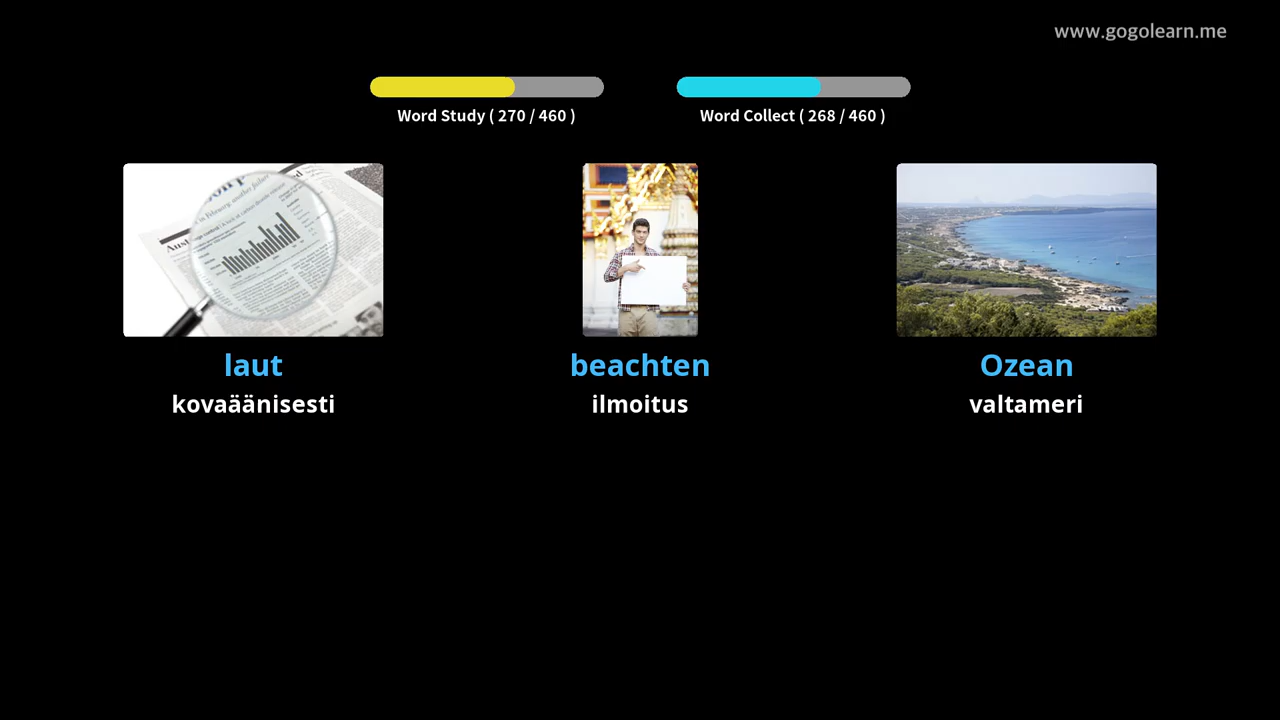 www.gogolearn.me
Word Study ( 270 / 460 )
Word Collect ( 268 / 460 )
laut
beachten
Ozean
kovaäänisesti
ilmoitus
valtameri